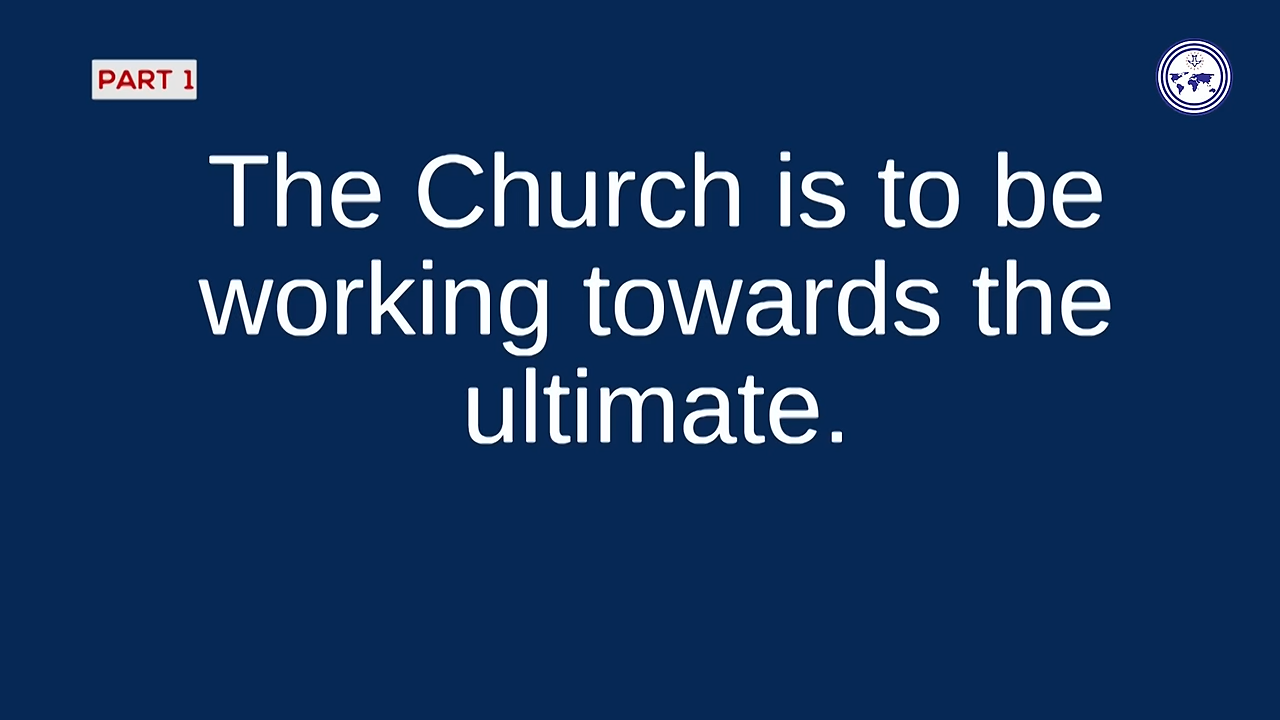 PART 1
The Church is to be
working towards the
ultimate.